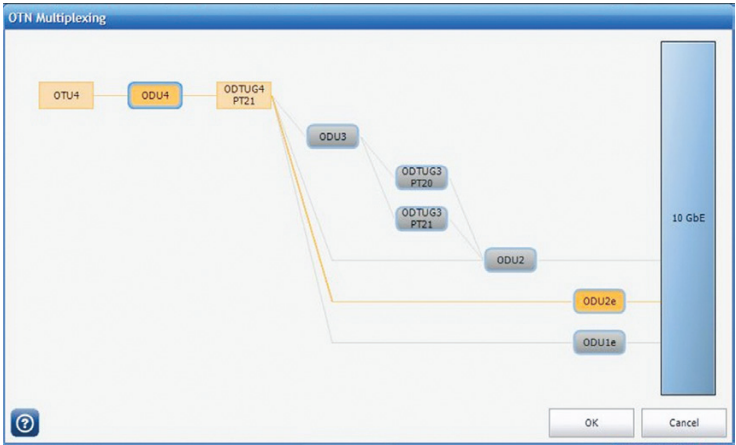 OTN Multiplexing
OTU4
ODU4
ODTUG4
PT21
ODU3
ODTUG3
PT20
ODTUG3
PT21
10 GbE
ODU2
ODU2e
ODU1e
?
OK
Cancel